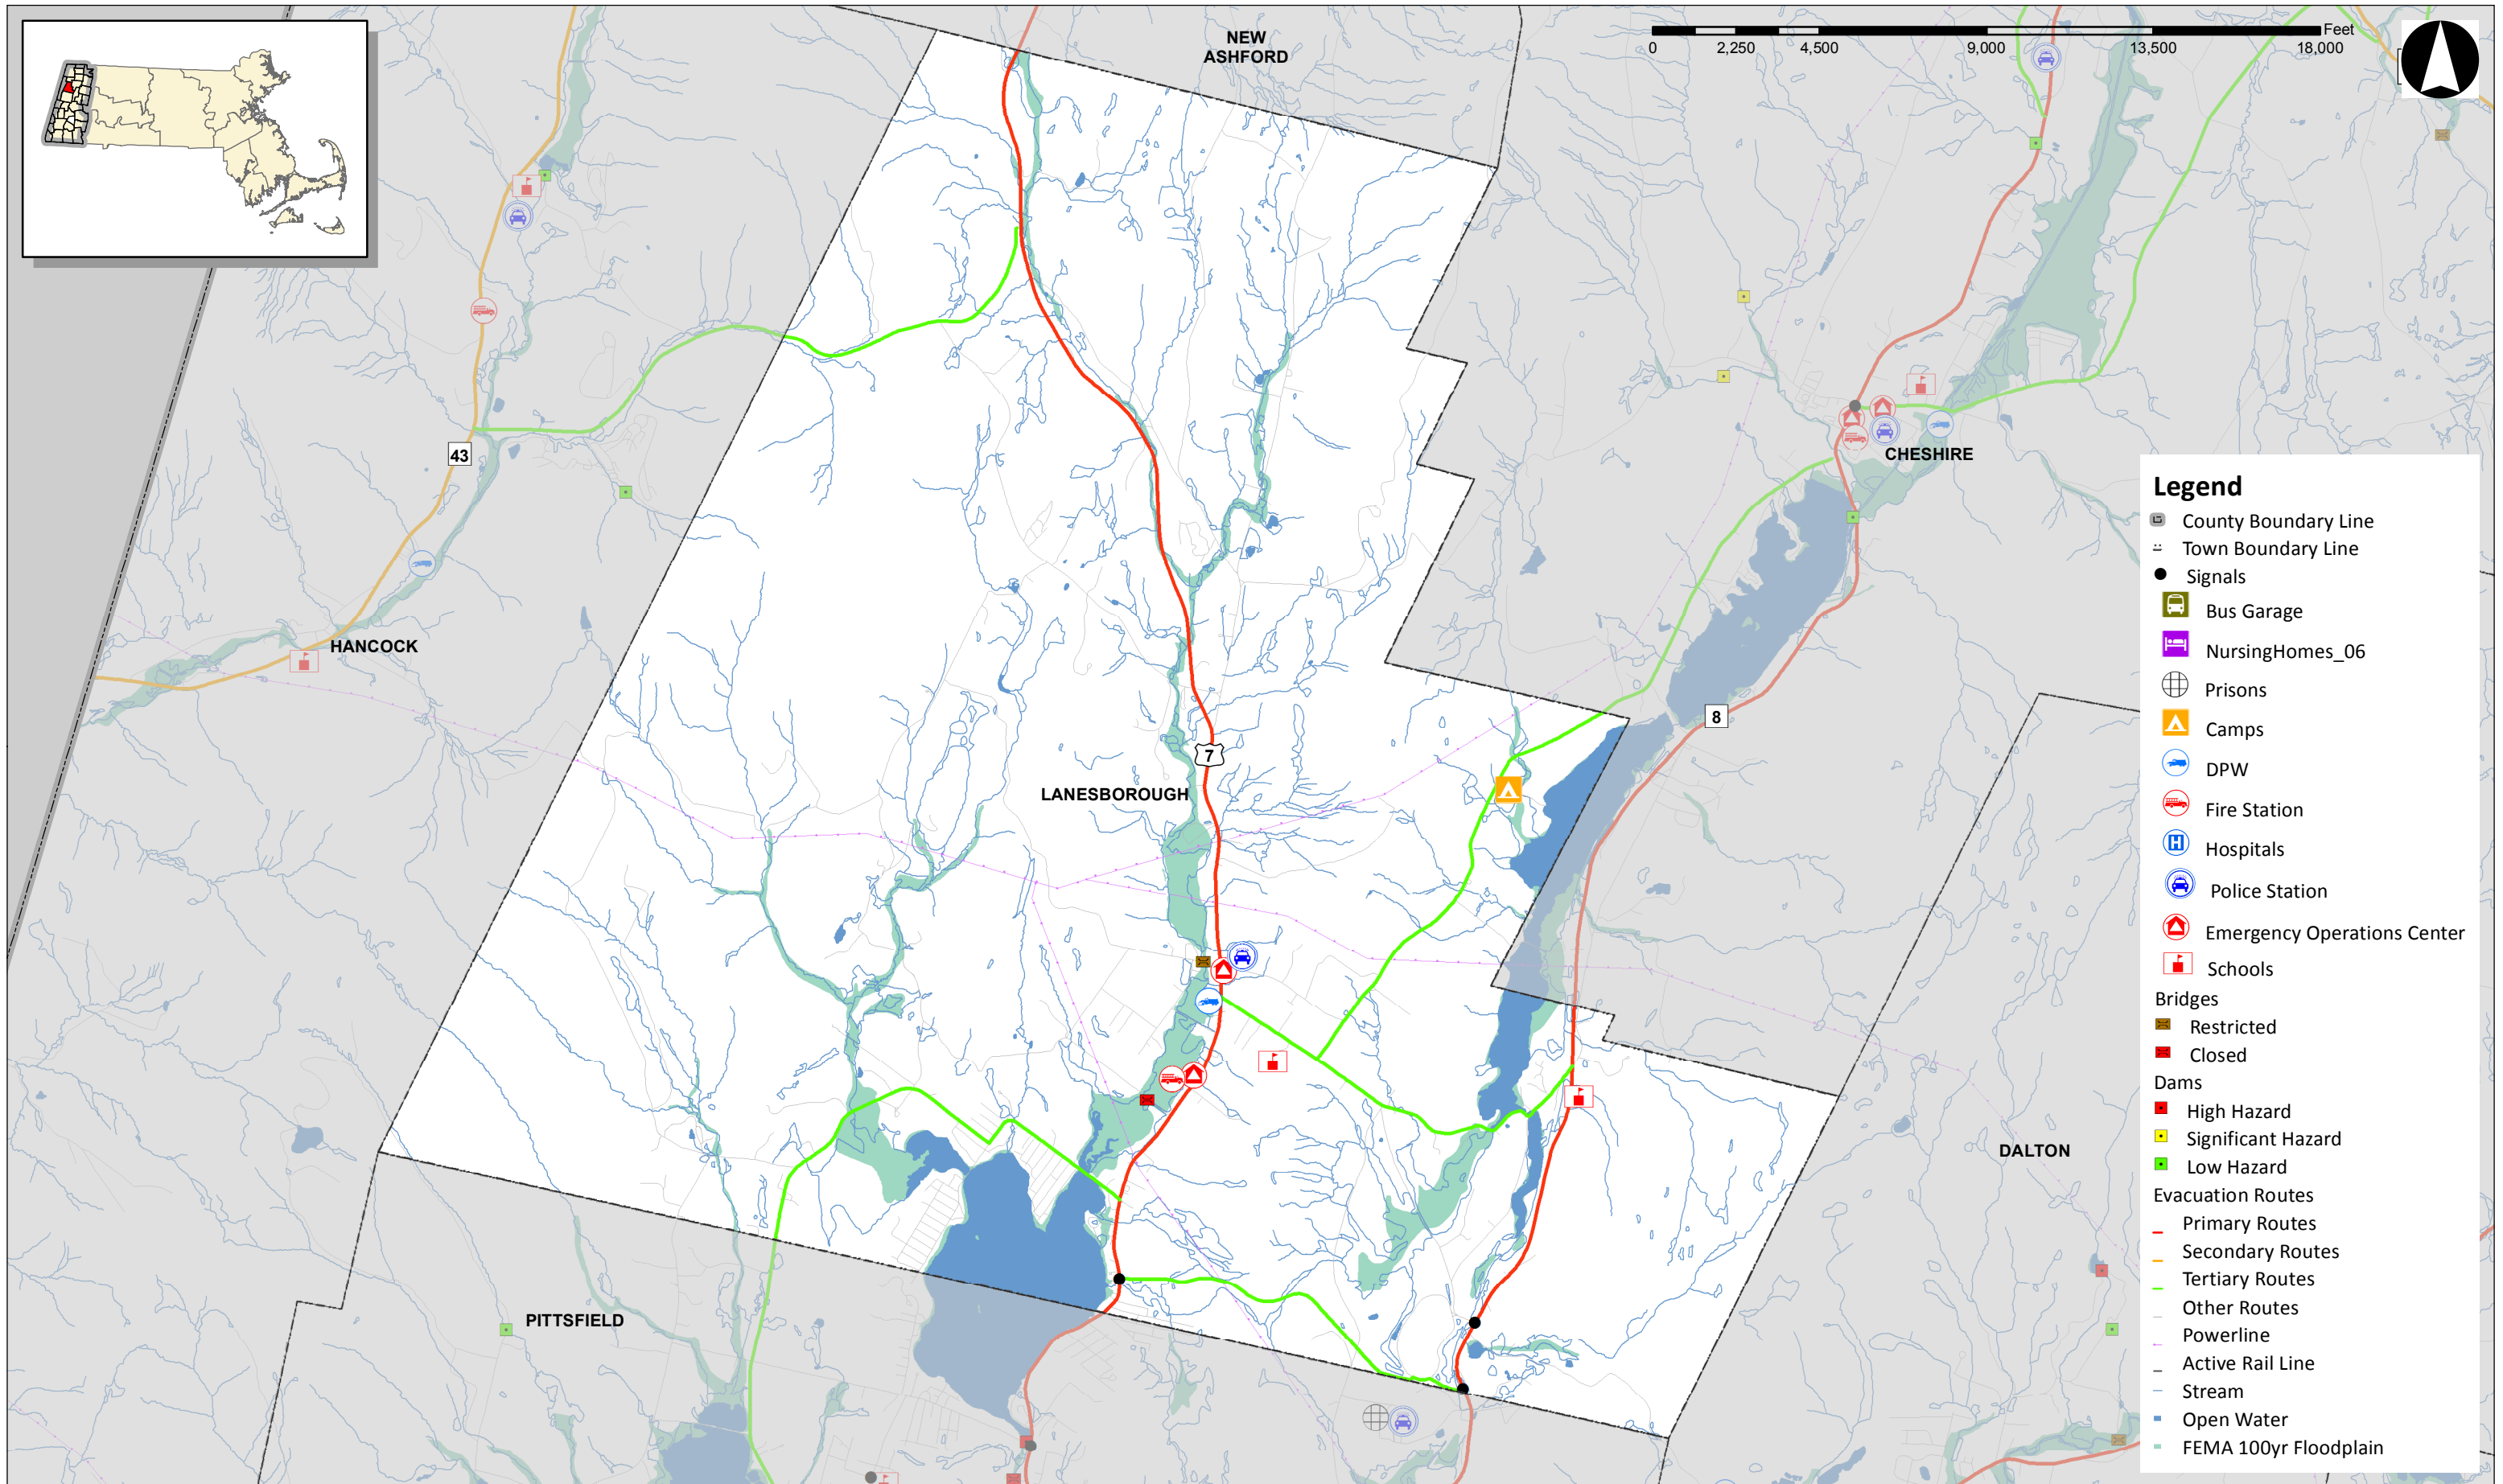 NEW
ASHFORD
Feet
0 2,250 4,500 9,000 13,500 18,000
43
CHESHIRE
HANCOCK
8
7
LANESBOROUGH
DALTON
PITTSFIELD
Legend
County Boundary Line
Town Boundary Line
Signals
Bus Garage
NursingHomes_06
Prisons
Camps
DPW
Fire Station
H Hospitals
Police Station
Emergency Operations Center
Schools
Bridges
Restricted
Closed
Dams
High Hazard
Significant Hazard
Low Hazard
Evacuation Routes
Primary Routes
Secondary Routes
Tertiary Routes
Other Routes
Powerline
Active Rail Line
Stream
Open Water
FEMA 100yr Floodplain